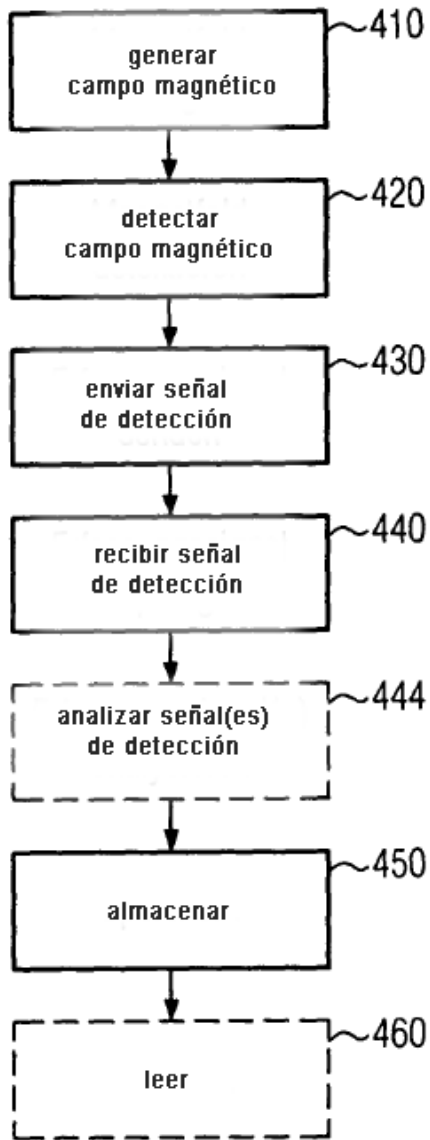 410
generar
campo magnético
420
detectar
campo magnético
430
enviar señal
de detección
440
recibir señal
de detección
444
analizar señal(es)
de detección
450
almacenar
460
leer